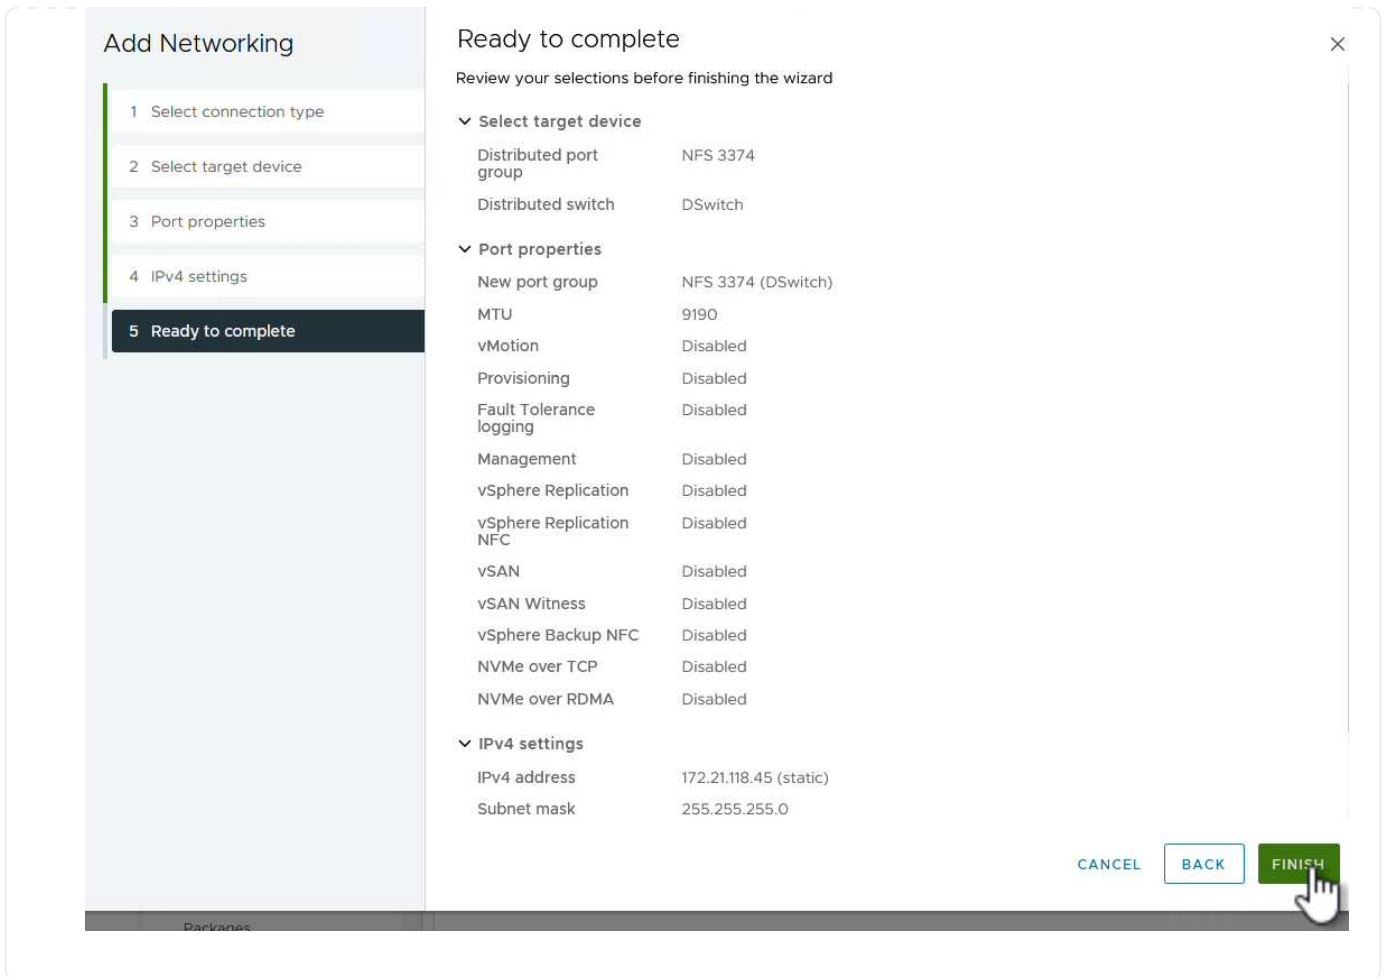 Add Networking
1 Select connection type
2 Select target device
3 Port properties
4 IPv4 settings
5 Ready to complete
Ready to complete
Review your selections before finishing the wizard
Select target device
Distributed port group NFS 3374
Distributed switch DSwitch
Port properties
New port group NFS 3374 (DSwitch)
MTU 9190
vMotion Disabled
Provisioning Disabled
Fault Tolerance logging Disabled
Management Disabled
vSphere Replication Disabled
vSphere Replication NFC Disabled
vSAN Disabled
vSAN Witness Disabled
vSphere Backup NFC Disabled
NVMe over TCP Disabled
NVMe over RDMA Disabled
IPv4 settings
IPv4 address 172.21.118.45 (static)
Subnet mask 255.255.255.0
CANCEL BACK FINISH
Packages